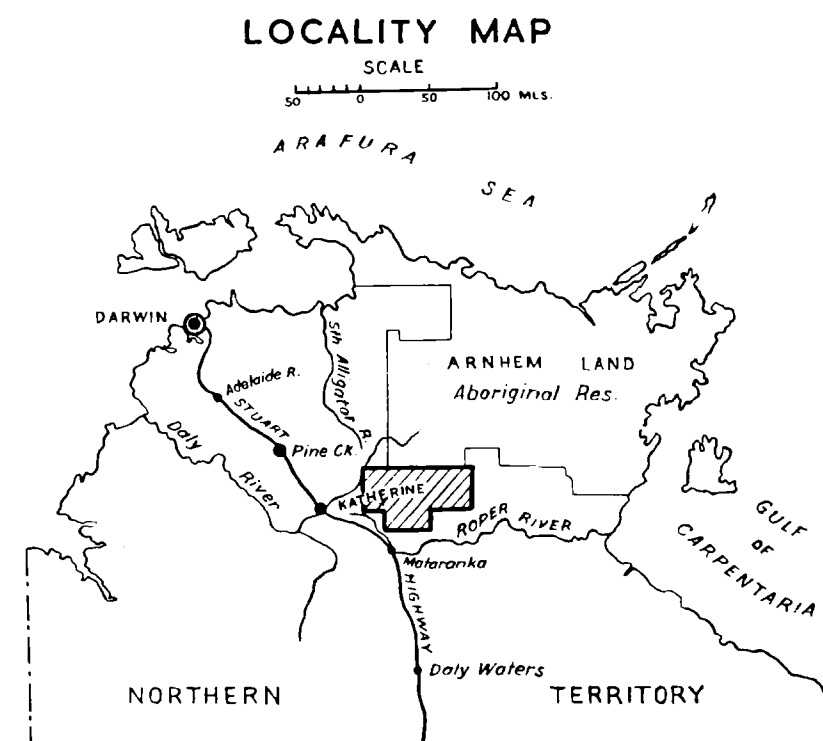 LOCALITY MAP
SCALE
50 0 50 100 MLS.
ARAFURA
SEA
DARWIN
Sth Alligator R.
ARNHEM LAND
Aboriginal Res.
Adelaide R.
STUART
Daly
River
Pine CK.
KATHERINE
ROPER RIVER
GULF
OF
CARPENTARIA
Mataranka
HIGHWAY
Daly Waters
NORTHERN TERRITORY